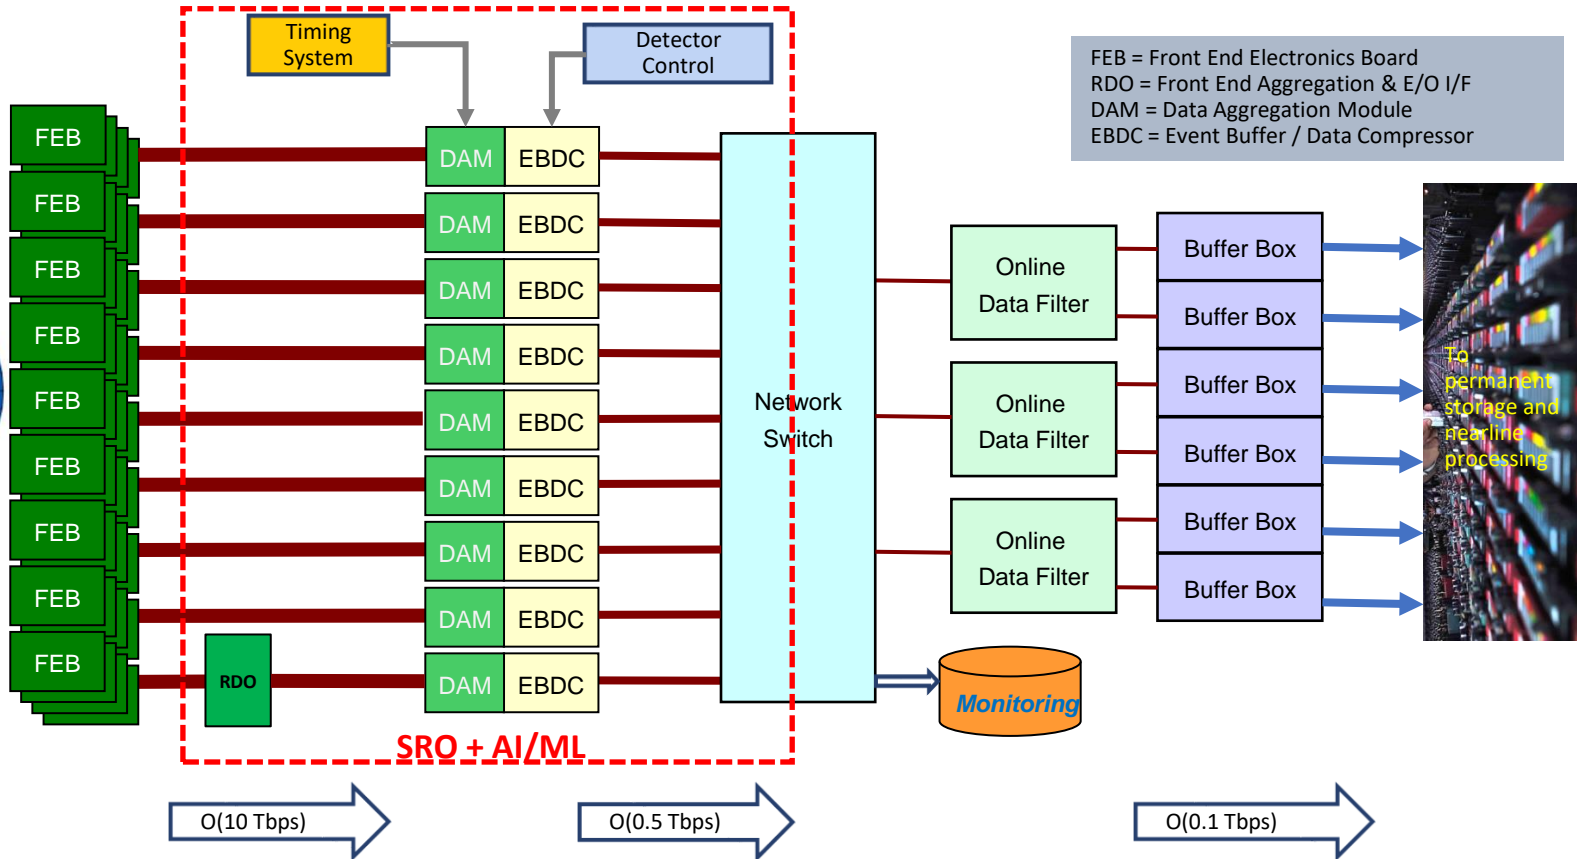 Timing
System
Detector
Control
FEB = Front End Electronics Board
RDO = Front End Aggregation & E/O I/F
DAM = Data Aggregation Module
EBDC = Event Buffer / Data Compressor
FEB
DAM
EBDC
FEB
DAM
EBDC
FEB
DAM
EBDC
FEB
DAM
EBDC
FEB
DAM
EBDC
FEB
DAM
EBDC
FEB
DAM
EBDC
FEB
DAM
EBDC
FEB
RDO
DAM
EBDC
Network
Switch
Online
Data Filter
Online
Data Filter
Online
Data Filter
Buffer Box
Buffer Box
Buffer Box
Buffer Box
Buffer Box
Buffer Box
To
permanent
storage and
nearline
processing
Monitoring
SRO + AI/ML
O(10 Tbps)
O(0.5 Tbps)
O(0.1 Tbps)